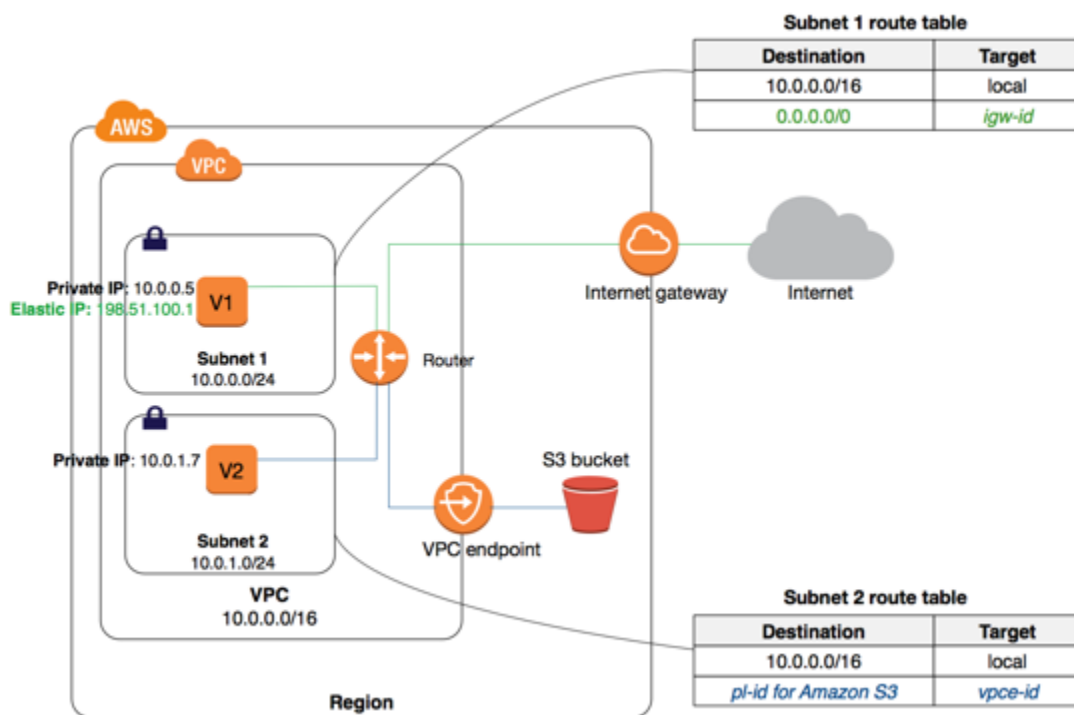 Subnet 1 route table
Destination Target
10.0.0.0/16 local
0.0.0.0/0 igw-id
AWS
VPC
Private IP: 10.0.0.5
Elastic IP: 198.51.100.1
V1
Subnet 1
10.0.0.0/24
Router
Internet gateway
Internet
Private IP: 10.0.1.7
V2
Subnet 2
10.0.1.0/24
S3 bucket
VPC endpoint
VPC
10.0.0.0/16
Region
Subnet 2 route table
Destination Target
10.0.0.0/16 local
pl-id for Amazon S3 vpce-id